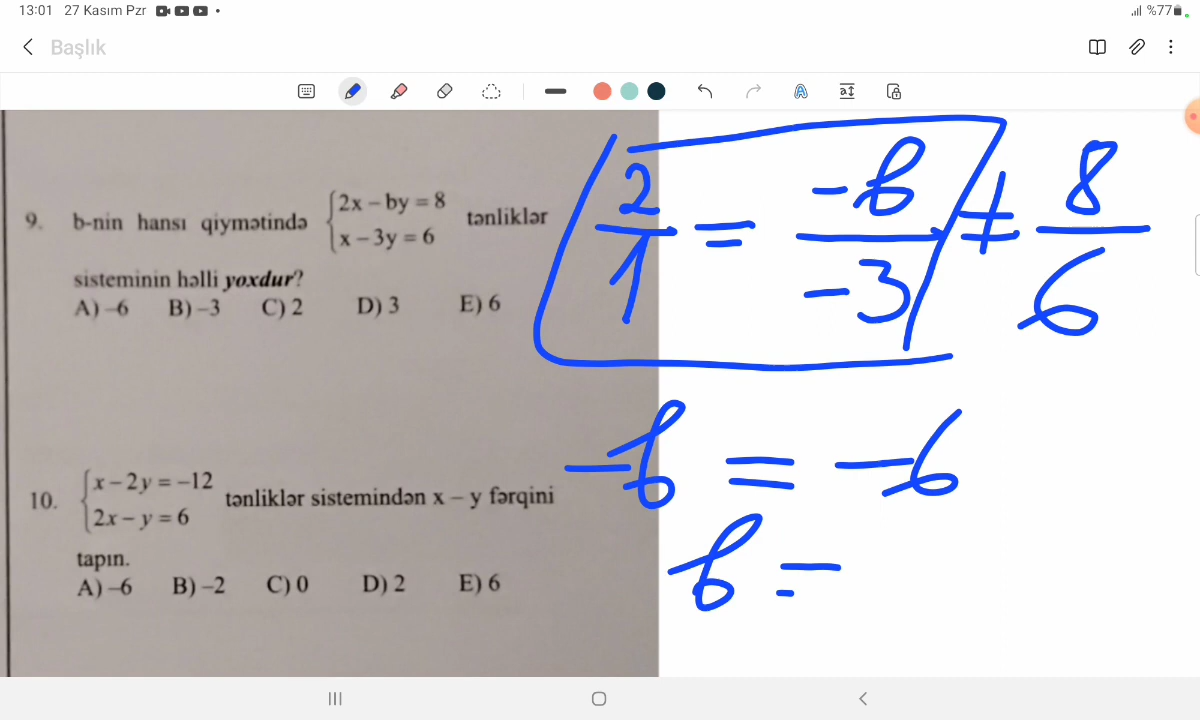 13:01 27 Kasım Pzr • %77
Başlık
9. b-nin hansı qiymətində {2x – by = 8 tənliklər
x – 3y = 6
sisteminin həlli yoxdur?
A) –6 B) –3 C) 2 D) 3 E) 6
10. {x – 2y = –12 tənliklər sistemindən x – y fərqini
2x – y = 6
tapın.
A) –6 B) –2 C) 0 D) 2 E) 6
2/1 = -b/-3 ≠ 8/6
-b = -6
b =